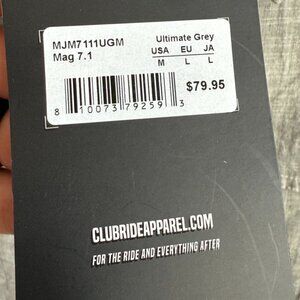 MJM7111UGM Ultimate Grey
Mag 7.1 USA EU JA
M L L
$79.95
8 10073 79259 3
CLUBRIDEAPPAREL.COM
FOR THE RIDE AND EVERYTHING AFTER